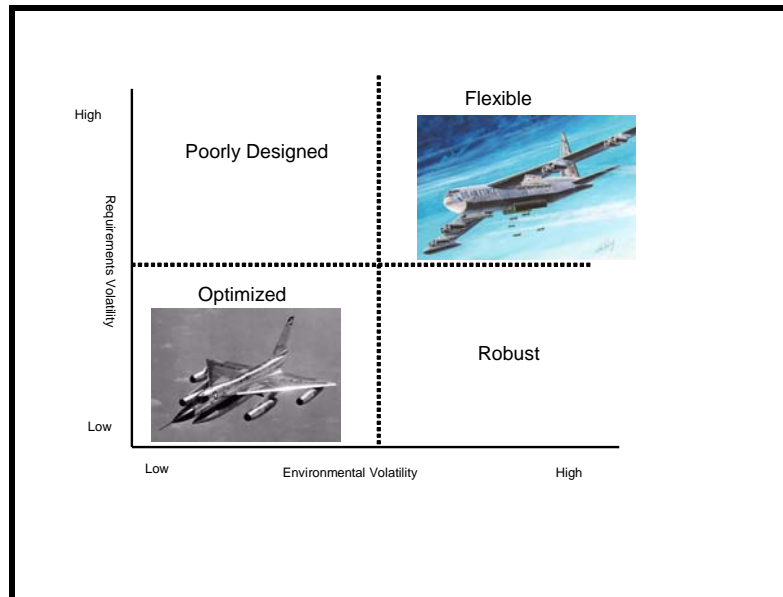 Flexible
High
Poorly Designed
Requirements Volatility
Optimized
Robust
Low
Low
Environmental Volatility
High